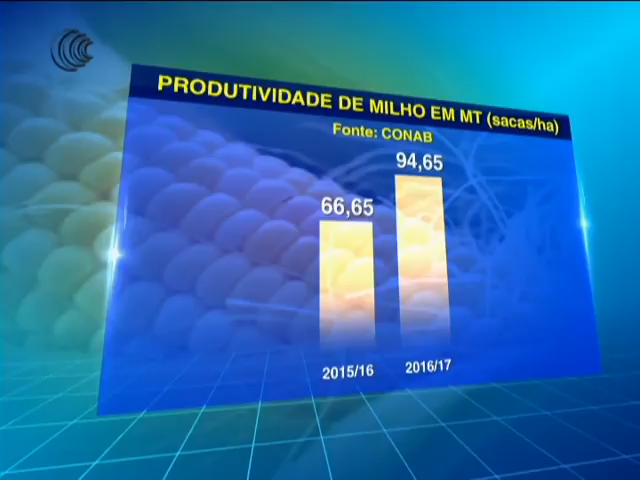 PRODUTIVIDADE DE MILHO EM MT (sacas/ha)
Fonte: CONAB
94,65
66,65
2015/16
2016/17